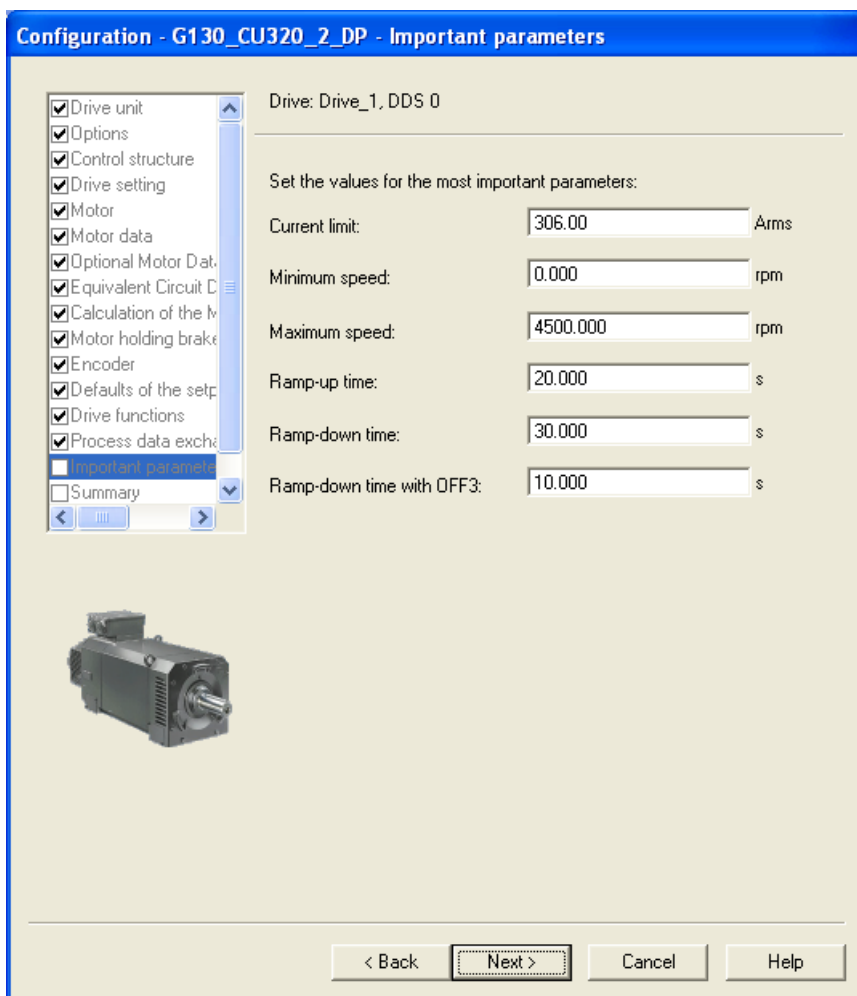 Configuration - G130_CU320_2_DP - Important parameters
Drive unit
Options
Control structure
Drive setting
Motor
Motor data
Optional Motor Dat
Equivalent Circuit D
Calculation of the M
Motor holding brake
Encoder
Defaults of the setp
Drive functions
Process data excha
Important paramete
Summary
Drive: Drive_1, DDS 0
Set the values for the most important parameters:
Current limit: 306.00 Arms
Minimum speed: 0.000 rpm
Maximum speed: 4500.000 rpm
Ramp-up time: 20.000 s
Ramp-down time: 30.000 s
Ramp-down time with OFF3: 10.000 s
< Back Next > Cancel Help